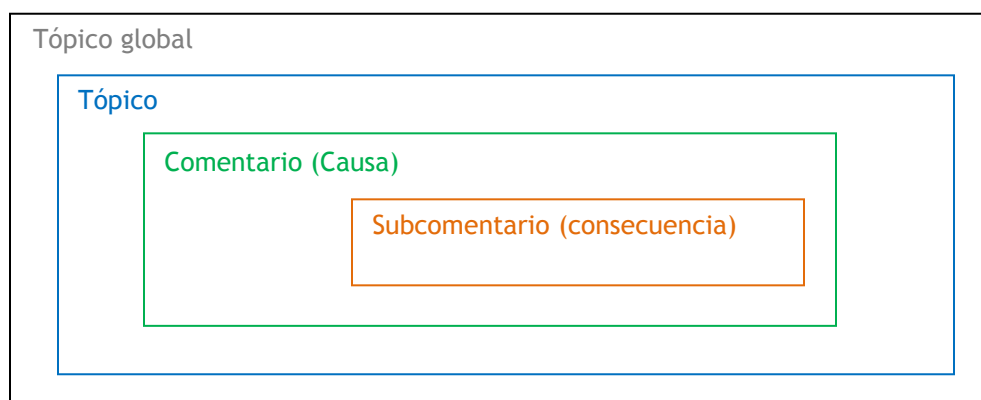 Tópico global
Tópico
Comentario (Causa)
Subcomentario (consecuencia)